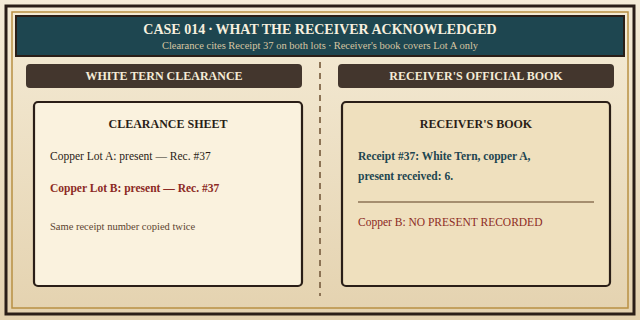 CASE 014 · WHAT THE RECEIVER ACKNOWLEDGED
Clearance cites Receipt 37 on both lots · Receiver's book covers Lot A only
WHITE TERN CLEARANCE
CLEARANCE SHEET
Copper Lot A: present — Rec. #37
Copper Lot B: present — Rec. #37
Same receipt number copied twice
RECEIVER'S OFFICIAL BOOK
RECEIVER'S BOOK
Receipt #37: White Tern, copper A,
present received: 6.
Copper B: NO PRESENT RECORDED